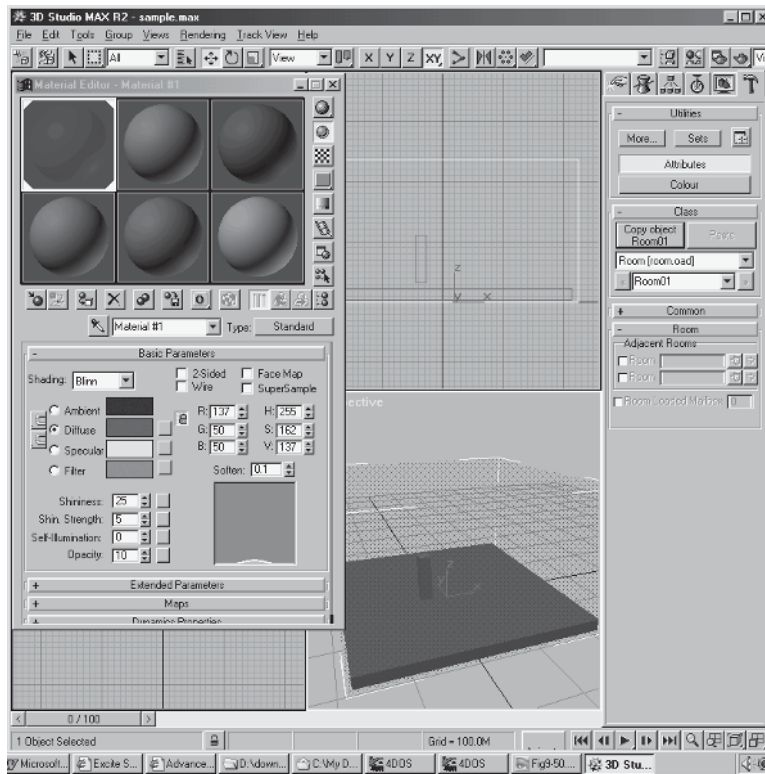 3D Studio MAX R2 - sample.max
File Edit Tools Group Views Rendering Track View Help
All View X Y Z XY
Material Editor - Material #1
Material #1 Type: Standard
- Basic Parameters
Shading: Blinn 2-Sided Face Map
Wire SuperSample
Ambient R: 137 H: 255
Diffuse G: 50 S: 162
Specular B: 50 V: 137
Filter Soften: 0.1
Shininess: 25
Shin. Strength: 5
Self-Illumination: 0
Opacity: 10
+ Extended Parameters
+ Maps
+ Dynamics Properties
z
y x
spective
z
y x
- Utilities
More... Sets
Attributes
Colour
- Class
Copy object Room01 Paste
Room [room.oad]
< Room01 >
+ Common
- Room
Adjacent Rooms
Room
Room
Room Loaded Mailbox 0
< 0 / 100 >
1 Object Selected Grid = 100.0M
Microsoft... Excite S... Advance... D:\down... C:\My D... 4DOS 4DOS Fig9-50... 3D Stu...